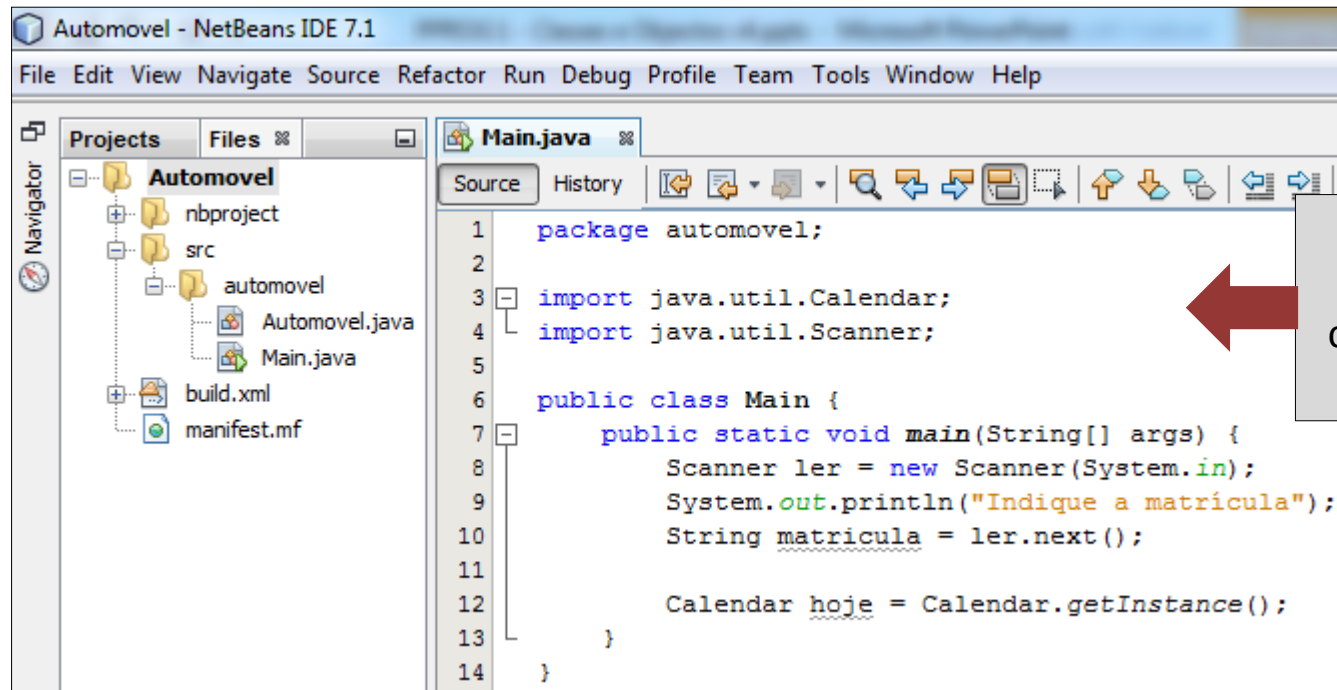 Automovel - NetBeans IDE 7.1
File Edit View Navigate Source Refactor Run Debug Profile Team Tools Window Help
Navigator
Projects Files
Automovel
nbproject
src
automovel
Automovel.java
Main.java
build.xml
manifest.mf
Main.java
Source History
1 package automovel;
2
3 import java.util.Calendar;
4 import java.util.Scanner;
5
6 public class Main {
7 public static void main(String[] args) {
8 Scanner ler = new Scanner(System.in);
9 System.out.println("Indique a matrícula");
10 String matricula = ler.next();
11
12 Calendar hoje = Calendar.getInstance();
13 }
14 }